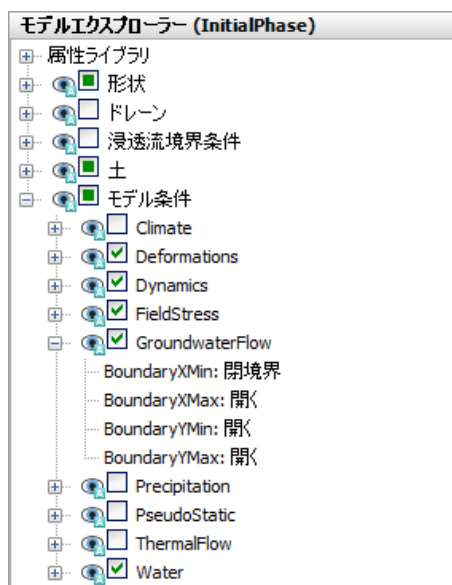 モデルエクスプローラー (InitialPhase)
属性ライブラリ
形状
ドレーン
浸透流境界条件
土
モデル条件
Climate
Deformations
Dynamics
FieldStress
GroundwaterFlow
BoundaryXMin: 閉境界
BoundaryXMax: 開く
BoundaryYMin: 開く
BoundaryYMax: 開く
Precipitation
PseudoStatic
ThermalFlow
Water